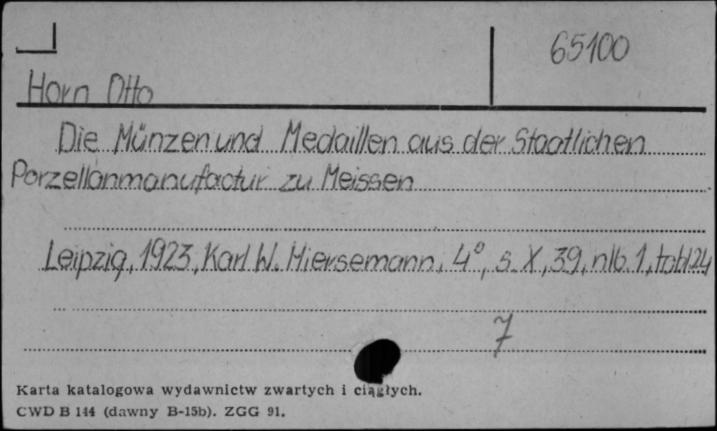 65100
Horn Otto
Die Münzen und Medaillen aus der Staatlichen
Porzellanmanufactur zu Meissen
Leipzig, 1923, Karl W. Hiersemann, 4°, s. X, 39, nlb. 1, tabl. 24
7
Karta katalogowa wydawnictw zwartych i ciągłych.
CWD B 144 (dawny B-15b). ZGG 91.